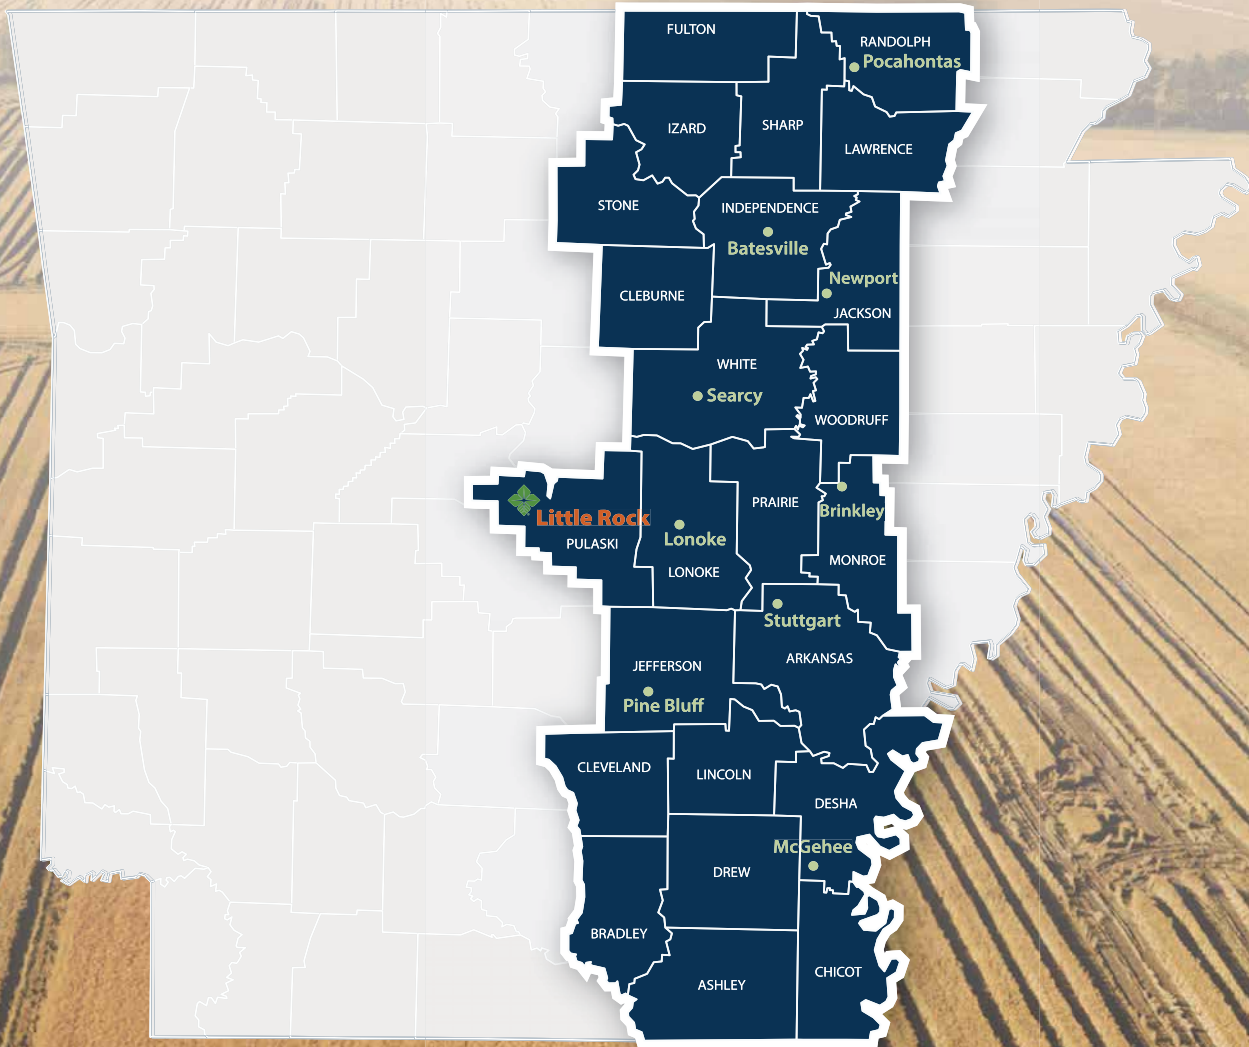 FULTON
RANDOLPH
Pocahontas
IZARD
SHARP
LAWRENCE
STONE
INDEPENDENCE
Batesville
Newport
CLEBURNE
JACKSON
WHITE
Searcy
WOODRUFF
PRAIRIE
Brinkley
Little Rock
PULASKI
Lonoke
LONOKE
MONROE
Stuttgart
ARKANSAS
JEFFERSON
Pine Bluff
CLEVELAND
LINCOLN
DESHA
McGehee
DREW
BRADLEY
CHICOT
ASHLEY